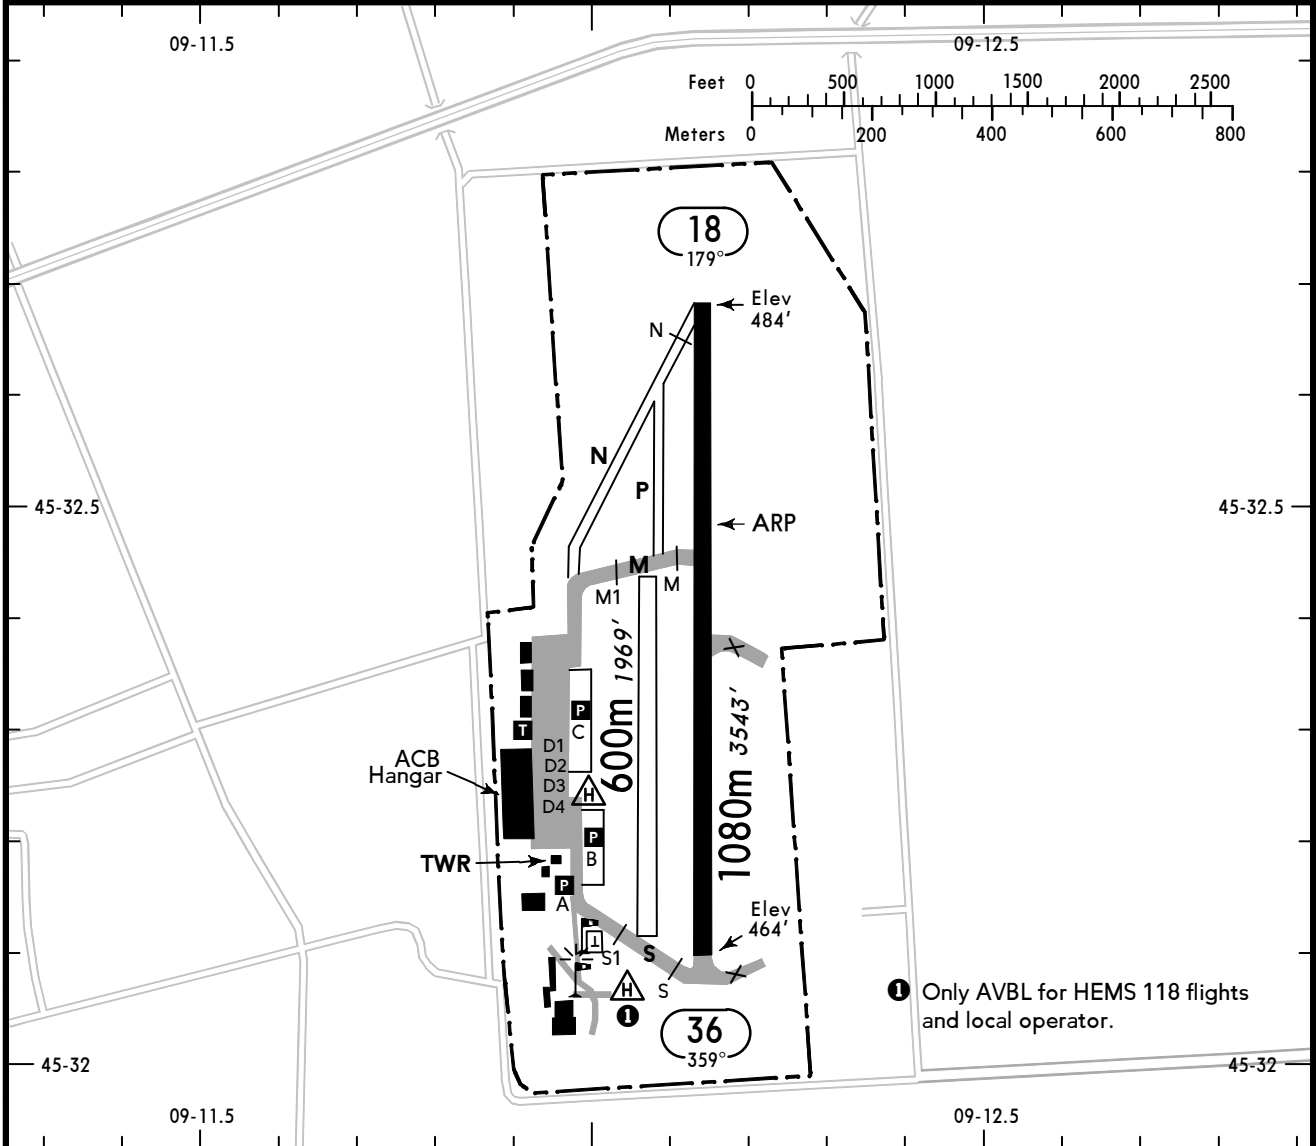 09-11.5
09-12.5
Feet 0 500 1000 1500 2000 2500
Meters 0 200 400 600 800
18
179°
Elev
484'
N
N
P
45-32.5
45-32.5
ARP
M
M1
M
600m 1969'
1080m 3543'
P
C
T
D1
D2
D3
D4
ACB
Hangar
H
P
B
TWR
P
A
Elev
464'
T
S1
S
S
H
1
1 Only AVBL for HEMS 118 flights
and local operator.
36
359°
45-32
45-32
09-11.5
09-12.5